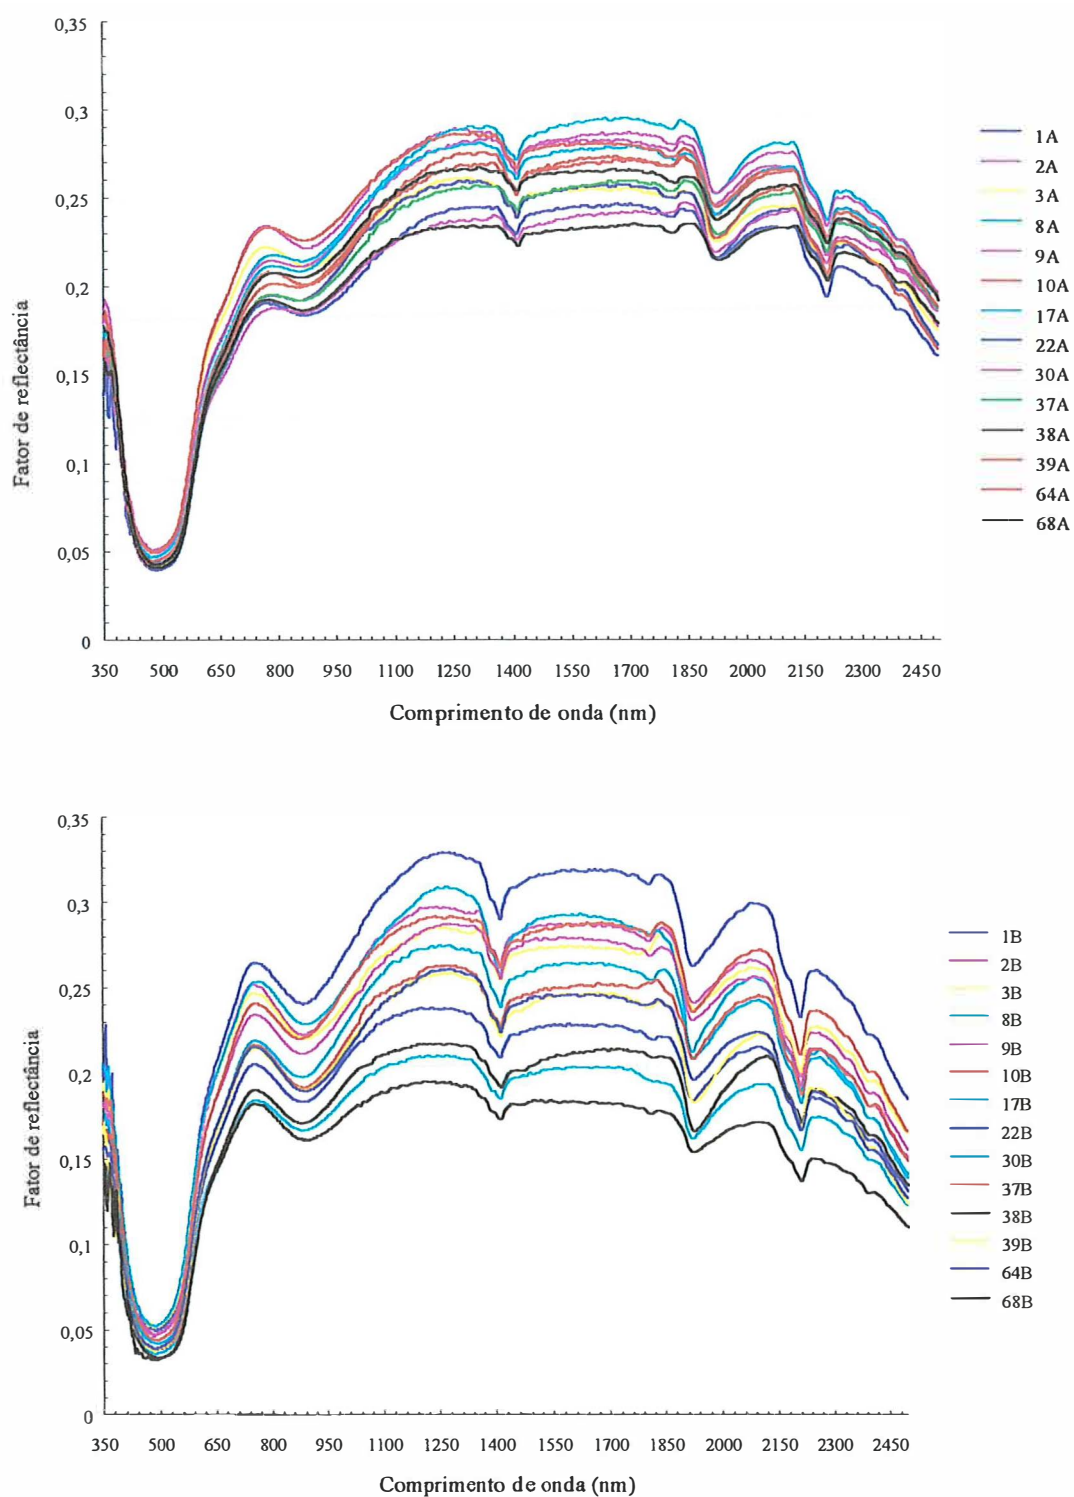 0,35
0,3
0,25
0,2
0,15
0,1
0,05
0
Fator de reflectância
350 500 650 800 950 1100 1250 1400 1550 1700 1850 2000 2150 2300 2450
Comprimento de onda (nm)
1A
2A
3A
8A
9A
10A
17A
22A
30A
37A
38A
39A
64A
68A
0,35
0,3
0,25
0,2
0,15
0,1
0,05
0
Fator de reflectância
350 500 650 800 950 1100 1250 1400 1550 1700 1850 2000 2150 2300 2450
Comprimento de onda (nm)
1B
2B
3B
8B
9B
10B
17B
22B
30B
37B
38B
39B
64B
68B